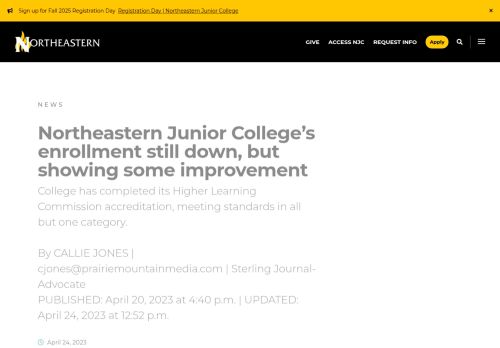 Sign up for Fall 2025 Registration Day Registration Day | Northeastern Junior College ×
NORTHEASTERN GIVE ACCESS NJC REQUEST INFO Apply
NEWS
Northeastern Junior College’s
enrollment still down, but
showing some improvement
College has completed its Higher Learning
Commission accreditation, meeting standards in all
but one category.
By CALLIE JONES |
cjones@prairiemountainmedia.com | Sterling Journal-
Advocate
PUBLISHED: April 20, 2023 at 4:40 p.m. | UPDATED:
April 24, 2023 at 12:52 p.m.
April 24, 2023